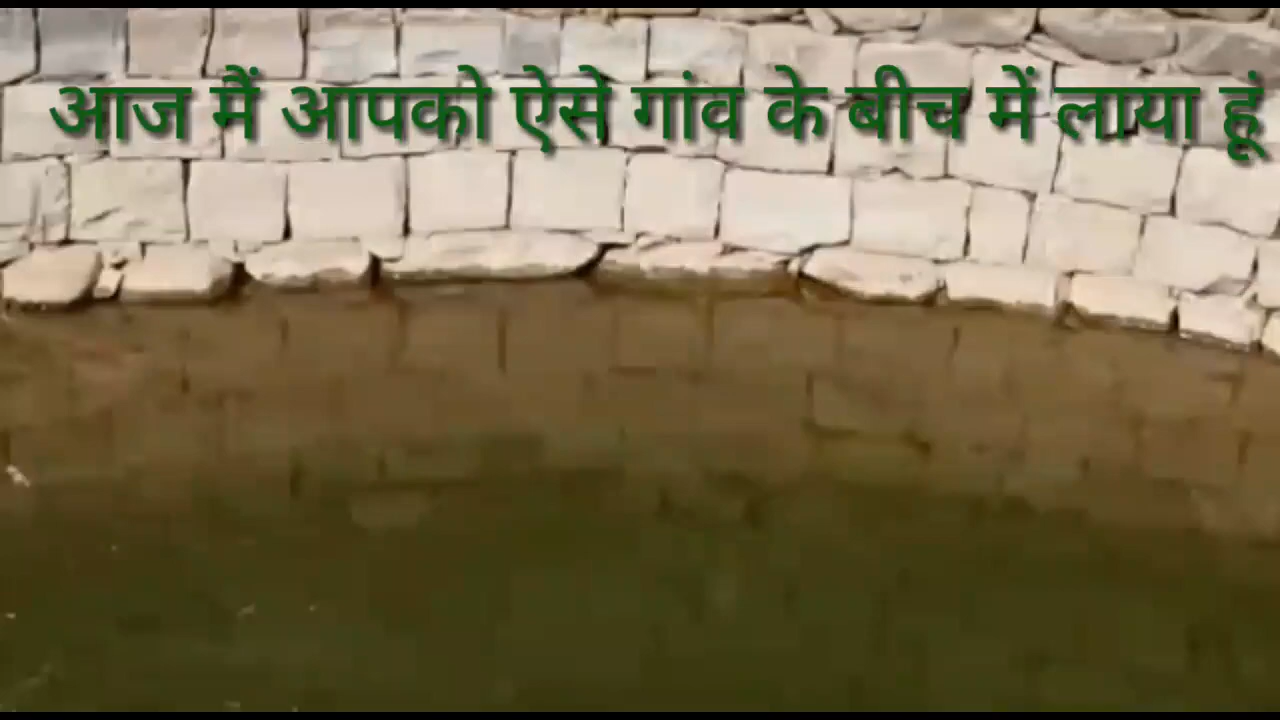 आज मैं आपको ऐसे गांव के बीच में लाया हूं